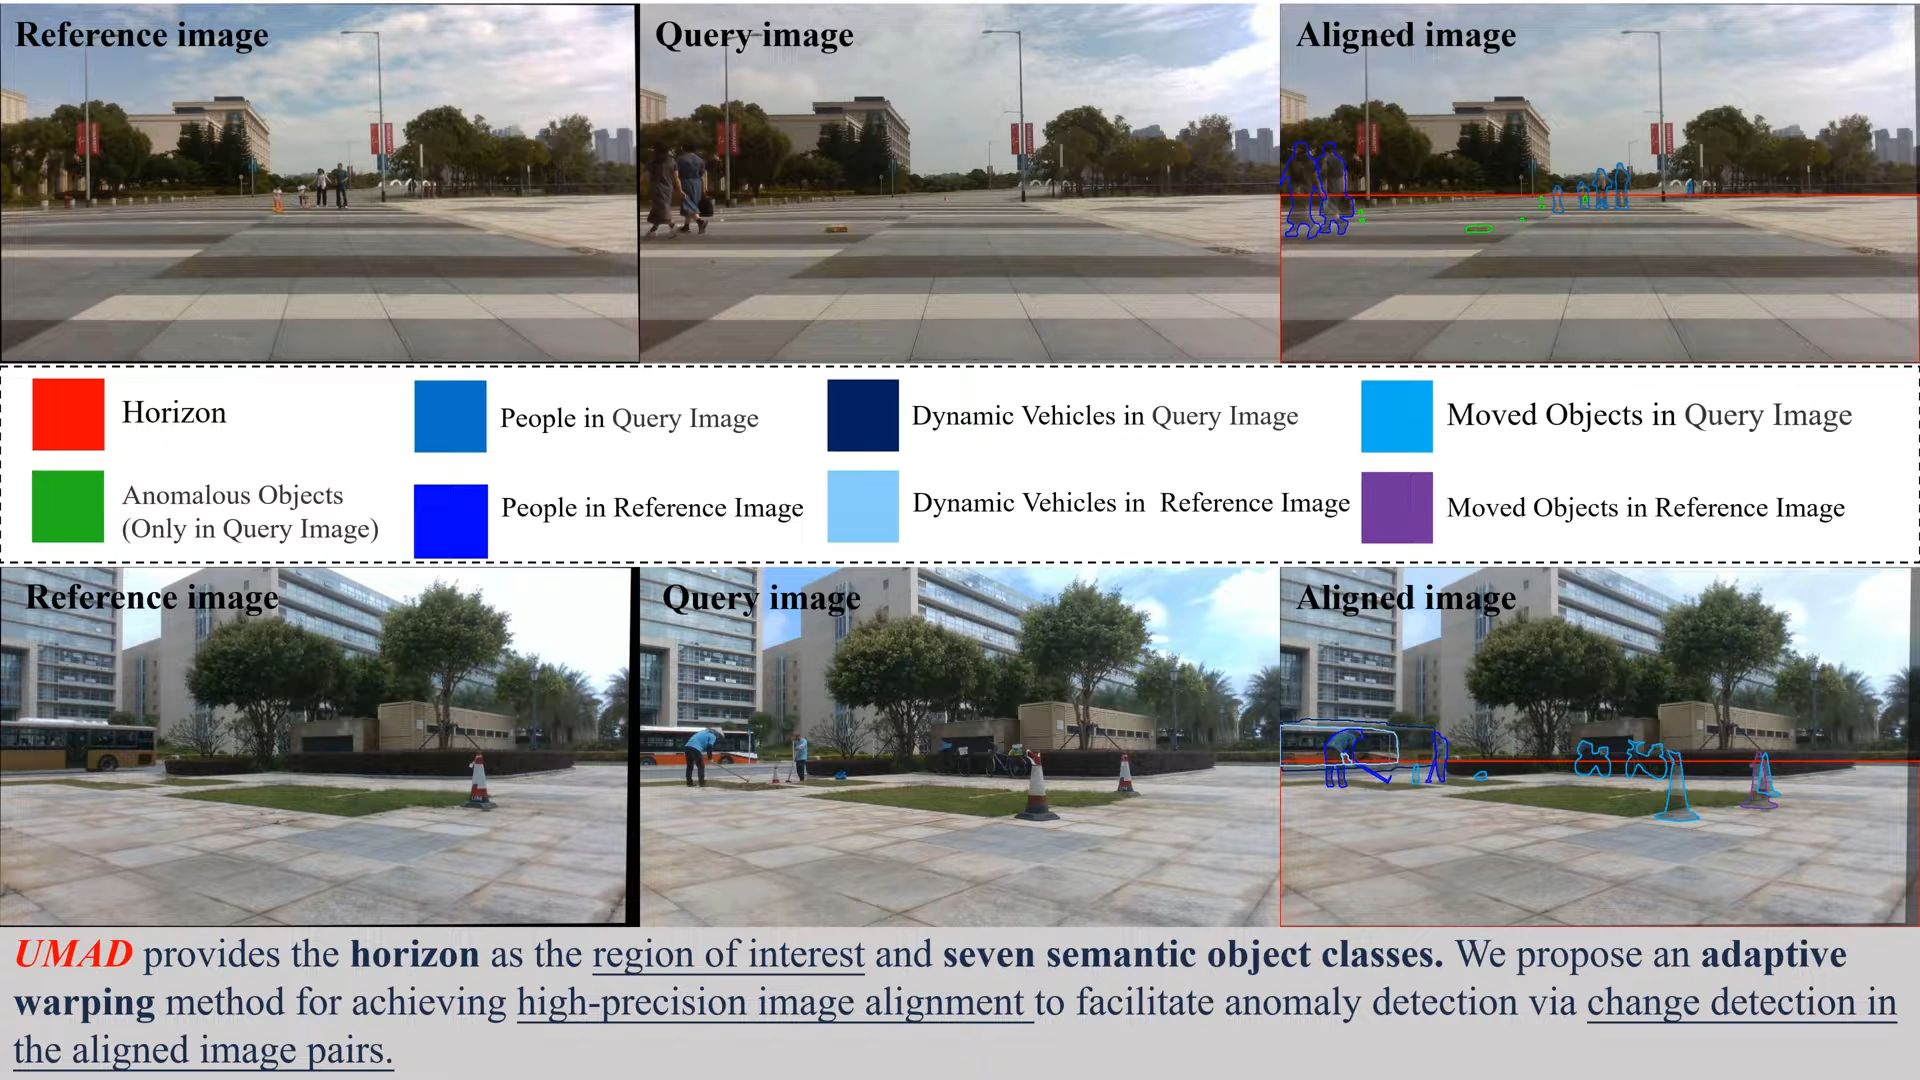 Reference image
Query image
Aligned image
Horizon
People in Query Image
Dynamic Vehicles in Query Image
Moved Objects in Query Image
Anomalous Objects
(Only in Query Image)
People in Reference Image
Dynamic Vehicles in Reference Image
Moved Objects in Reference Image
Reference image
Query image
Aligned image
UMAD provides the horizon as the region of interest and seven semantic object classes. We propose an adaptive
warping method for achieving high-precision image alignment to facilitate anomaly detection via change detection in
the aligned image pairs.